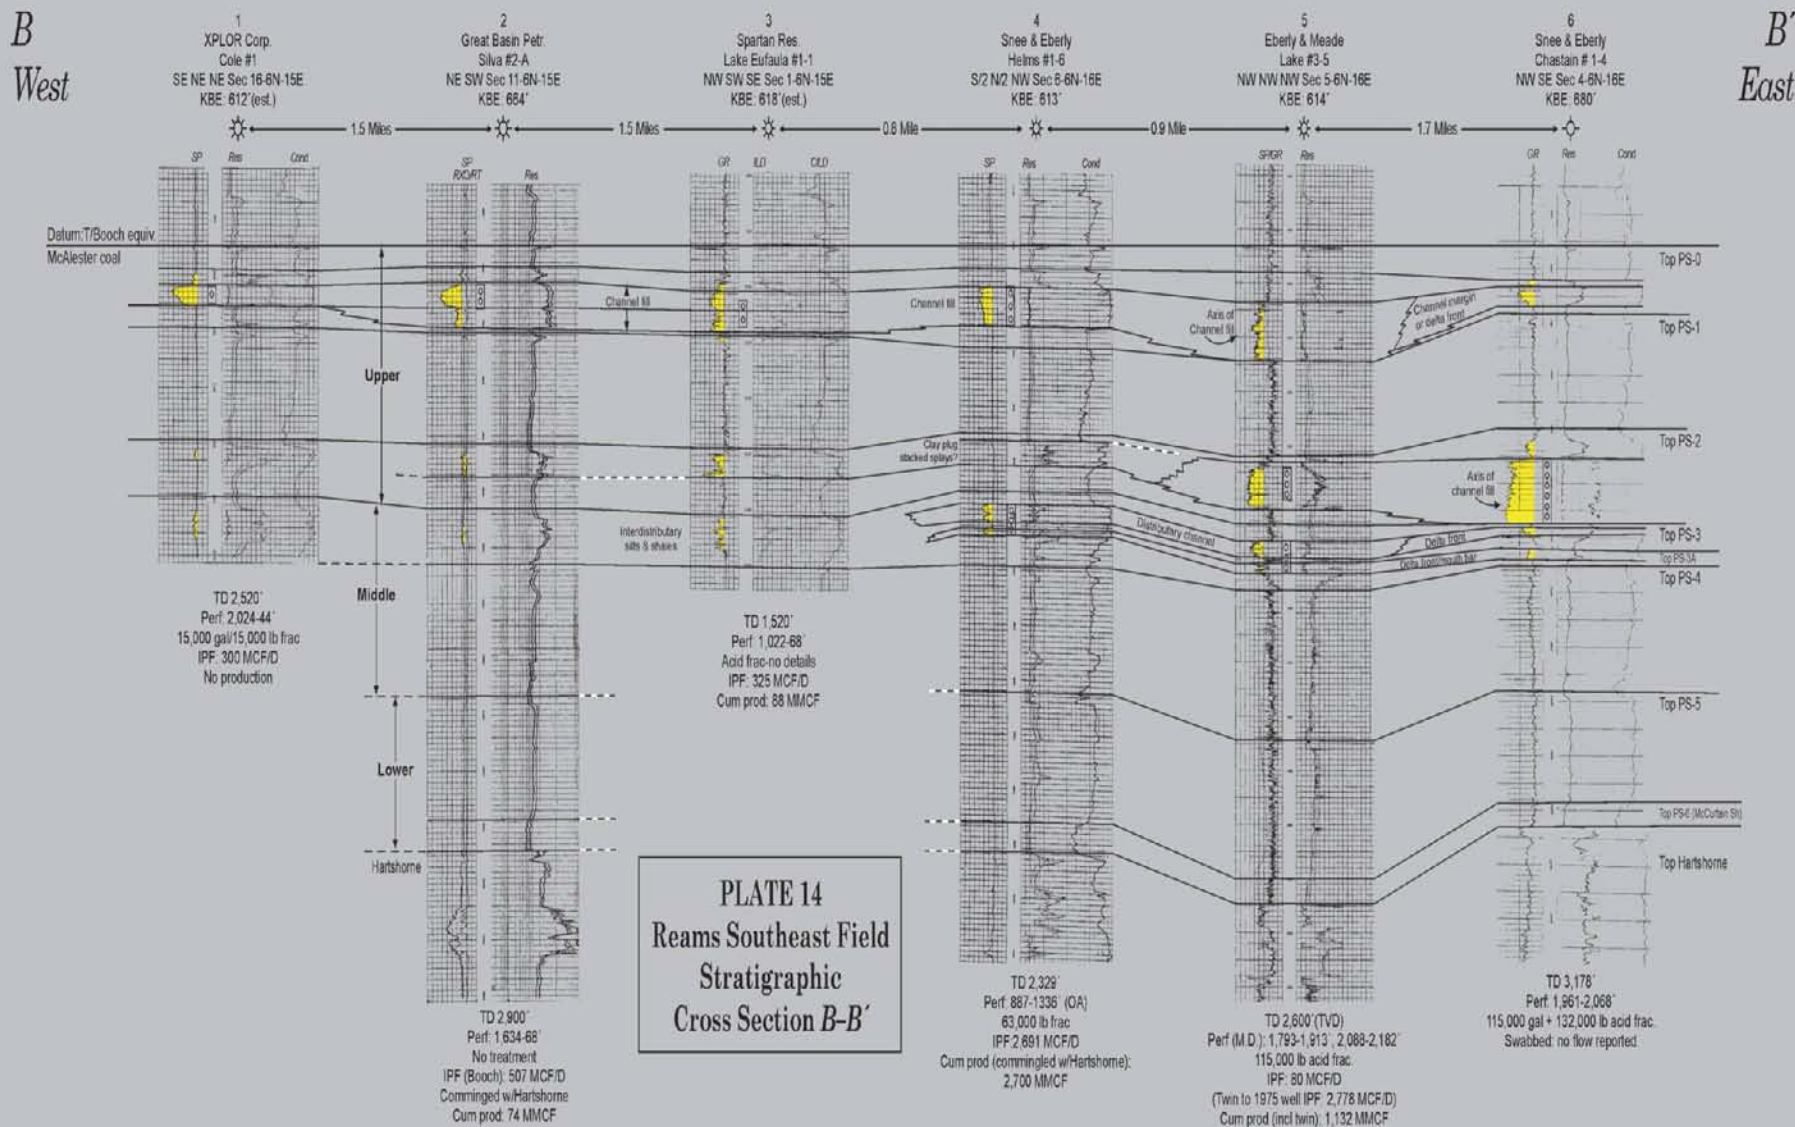 B
West
B´
East
1
XPLOR Corp.
Cole #1
SE NE NE Sec 16-6N-15E
KBE: 612´(est.)
2
Great Basin Petr.
Silva #2-A
NE SW Sec 11-6N-15E
KBE: 664´
3
Spartan Res.
Lake Eufaula #1-1
NW SW SE Sec 1-6N-15E
KBE: 618´(est.)
4
Snee & Eberly
Helms #1-6
S/2 N/2 NW Sec 6-6N-16E
KBE: 613´
5
Eberly & Meade
Lake #3-5
NW NW NW Sec 5-6N-16E
KBE: 614´
6
Snee & Eberly
Chastain # 1-4
NW SE Sec 4-6N-16E
KBE: 680´
1.5 Miles
1.5 Miles
0.8 Mile
0.9 Mile
1.7 Miles
SP Res Cond
SP
RXO/RT Res
GR ILD CILD
SP Res Cond
SP/GR Res
GR Res Cond
Datum:T/Booch equiv.
McAlester coal
Top PS-0
Channel fill
Channel fill
Axis of
Channel fill
Channel margin
or delta front
Top PS-1
Upper
Top PS-2
Clay plug
stacked splays?
Axis of
channel fill
Interdistributary
silts & shales
Distributary channel
Delta front
Delta front/mouth bar
Top PS-3
Top PS-3A
Top PS-4
Middle
Top PS-5
Lower
Top PS-6 (McCurtain Sh)
Hartshorne
Top Hartshorne
TD 2,520´
Perf: 2,024-44´
15,000 gal/15,000 lb frac
IPF: 300 MCF/D
No production
TD 2,900´
Perf: 1,634-68´
No treatment
IPF (Booch): 507 MCF/D
Comminged w/Hartshorne
Cum prod: 74 MMCF
TD 1,520´
Perf: 1,022-68´
Acid frac-no details
IPF: 325 MCF/D
Cum prod: 88 MMCF
TD 2,329´
Perf: 887-1336´ (OA)
63,000 lb frac
IPF:2,691 MCF/D
Cum prod (commingled w/Hartshorne):
2,700 MMCF
TD 2,600´(TVD)
Perf (M.D.): 1,793-1,913´, 2,088-2,182´
115,000 lb acid frac.
IPF: 80 MCF/D
(Twin to 1975 well IPF: 2,778 MCF/D)
Cum prod (incl twin): 1,132 MMCF
TD 3,178´
Perf: 1,961-2,068´
115,000 gal + 132,000 lb acid frac.
Swabbed: no flow reported
PLATE 14
Reams Southeast Field
Stratigraphic
Cross Section B–B´